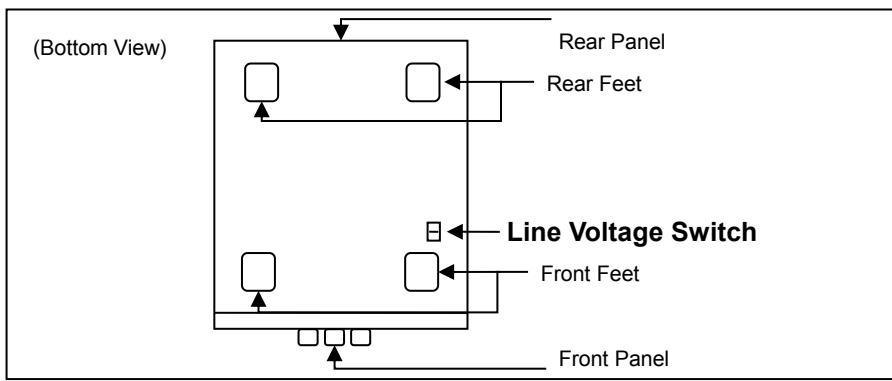 (Bottom View)
Rear Panel
Rear Feet
Line Voltage Switch
Front Feet
Front Panel